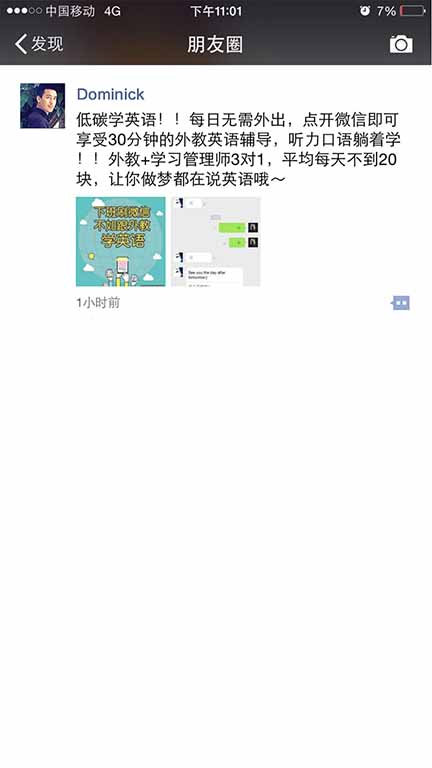 中国移动 4G 下午11:01 7%
发现 朋友圈
Dominick
低碳学英语！！每日无需外出，点开微信即可
享受30分钟的外教英语辅导，听力口语躺着学
！！外教+学习管理师3对1，平均每天不到20
块，让你做梦都在说英语哦～
下班刷微信
不如跟外教
学英语
See you the day after
tomorrow:)
1小时前